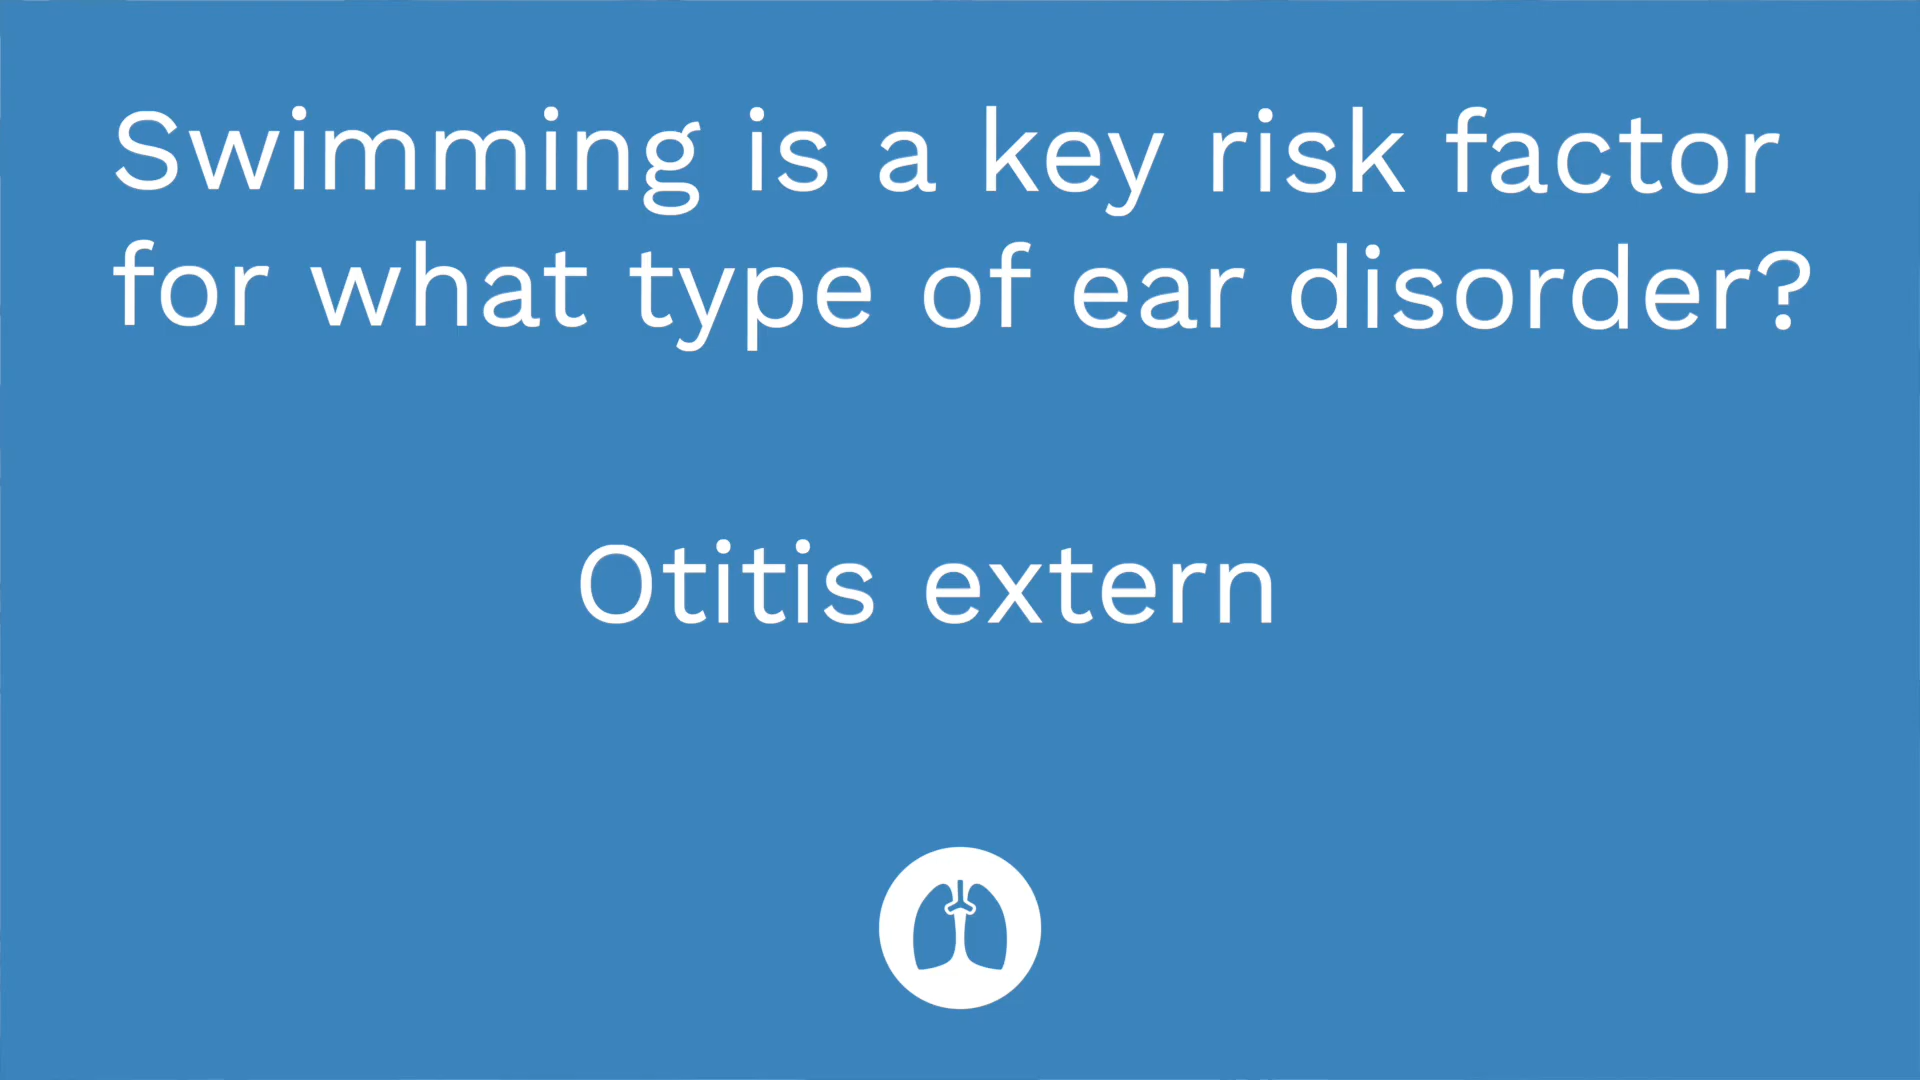 Swimming is a key risk factor
for what type of ear disorder?
Otitis extern